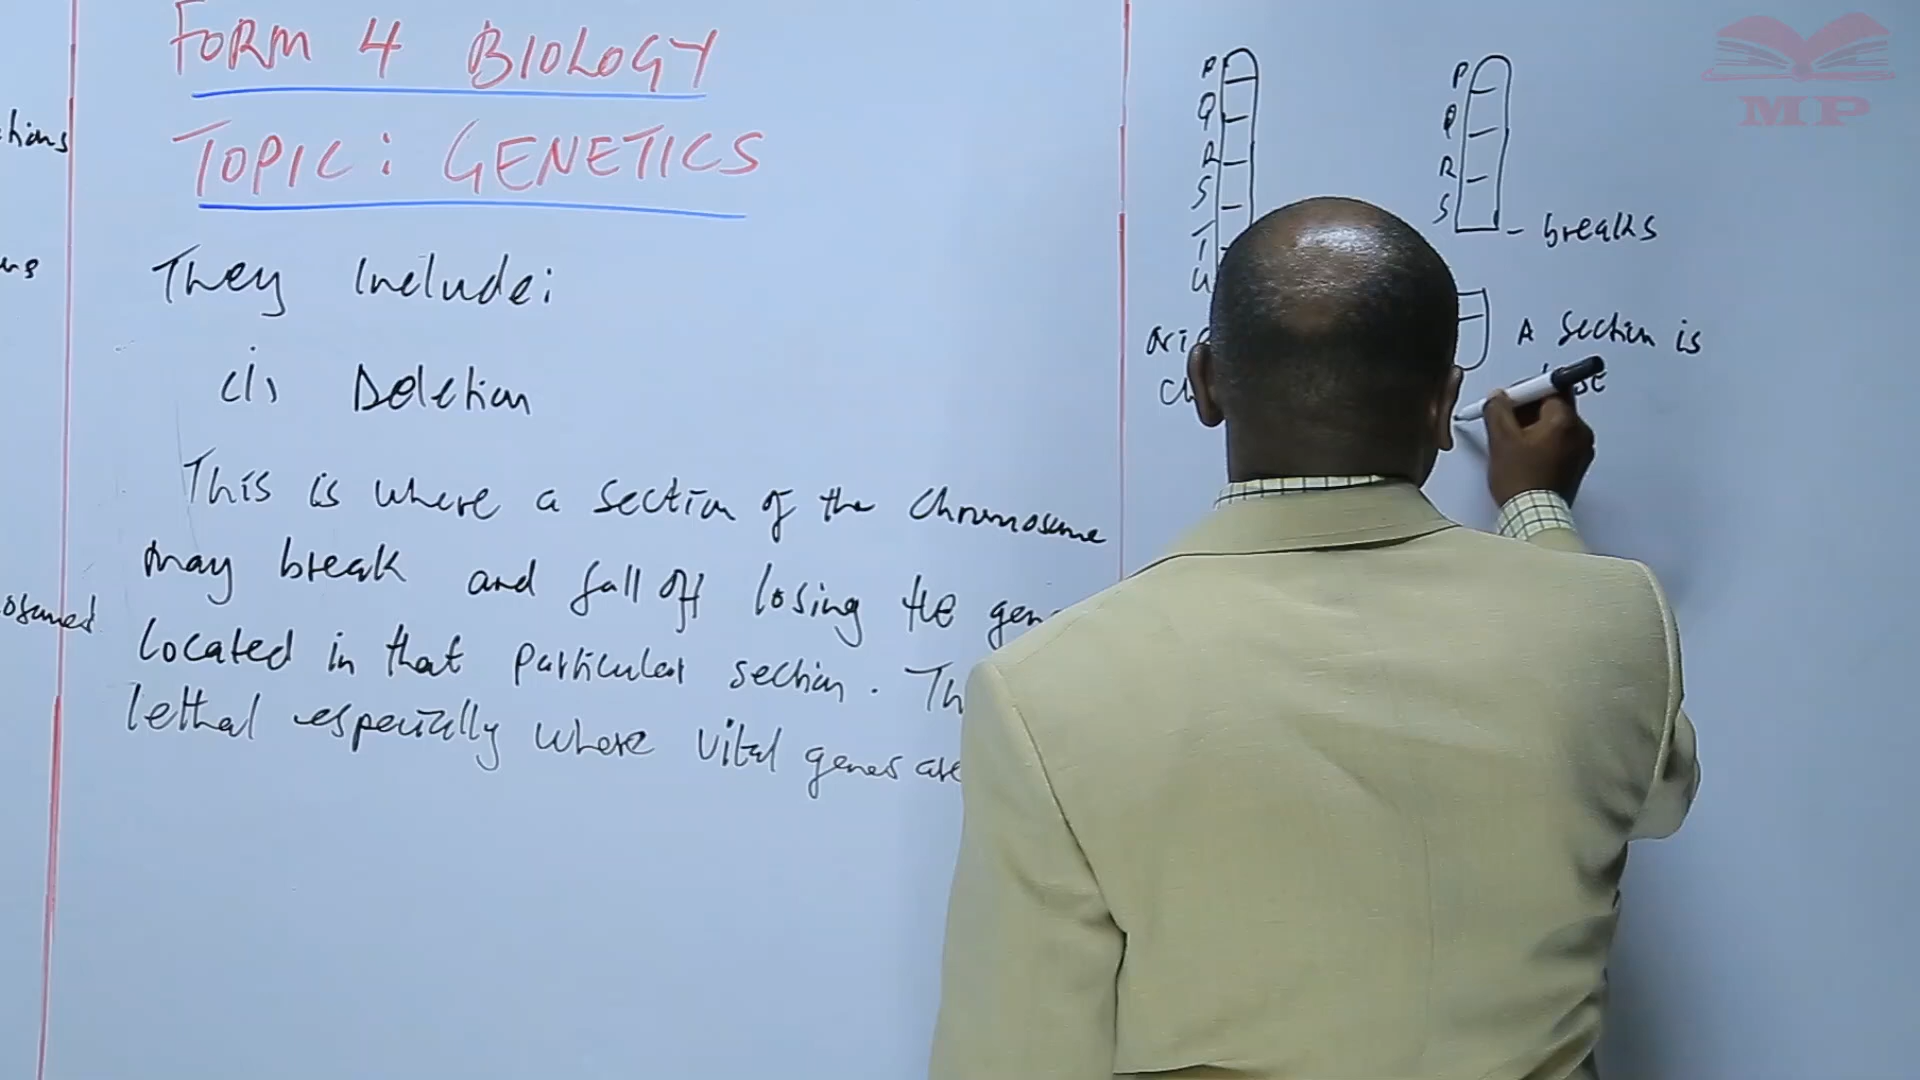 FORM 4 BIOLOGY
TOPIC: GENETICS
They include:
(i) Deletion
This is where a section of the chromosome
may break and fall off losing the
located in that particular section.
lethal especially where vital genes are
P
Q
R
S
T
U
P
Q
R
S
- breaks
A section is
MP